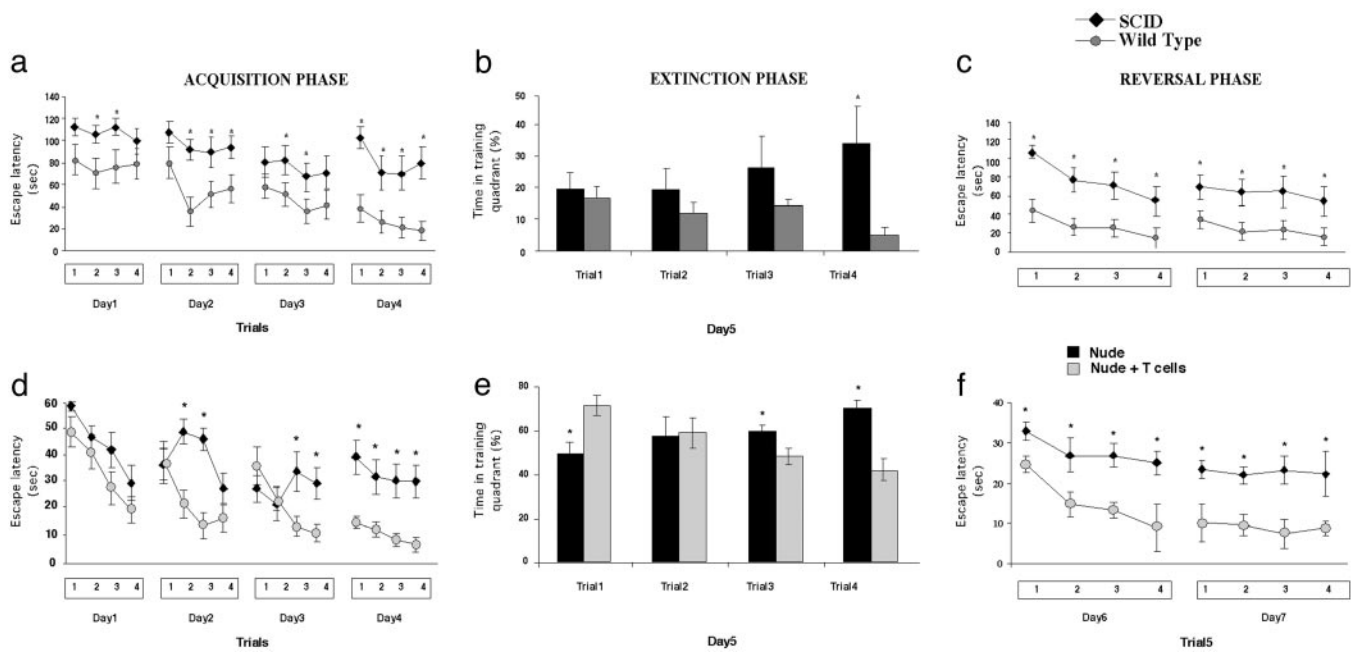 SCID
Wild Type
a
ACQUISITION PHASE
b
EXTINCTION PHASE
c
REVERSAL PHASE
Escape latency
(sec)
140
120
100
80
60
40
20
0
* * * * * * * * * * *
1 2 3 4 1 2 3 4 1 2 3 4 1 2 3 4
Day1 Day2 Day3 Day4
Trials
Time in training
quadrant (%)
50
40
30
20
10
0
*
Trial1 Trial2 Trial3 Trial4
Day5
Escape latency
(sec)
140
120
100
80
60
40
20
0
* * * * * * * *
1 2 3 4 1 2 3 4
Nude
Nude + T cells
d
e
f
Escape latency
(sec)
60
50
40
30
20
10
0
* * * * * * * *
1 2 3 4 1 2 3 4 1 2 3 4 1 2 3 4
Day1 Day2 Day3 Day4
Trials
Time in training
quadrant (%)
80
60
40
20
0
* * *
Trial1 Trial2 Trial3 Trial4
Day5
Escape latency
(sec)
40
30
20
10
0
* * * * * * * *
1 2 3 4 1 2 3 4
Day6 Day7
Trial5